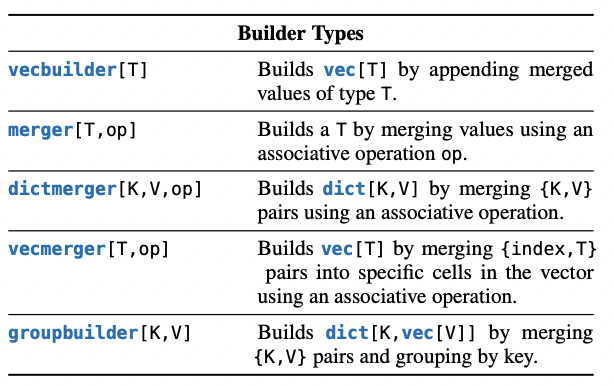 Builder Types
vecbuilder[T] Builds vec[T] by appending merged
values of type T.
merger[T,op] Builds a T by merging values using an
associative operation op.
dictmerger[K,V,op] Builds dict[K,V] by merging {K,V}
pairs using an associative operation.
vecmerger[T,op] Builds vec[T] by merging {index,T}
pairs into specific cells in the vector
using an associative operation.
groupbuilder[K,V] Builds dict[K,vec[V]] by merging
{K,V} pairs and grouping by key.